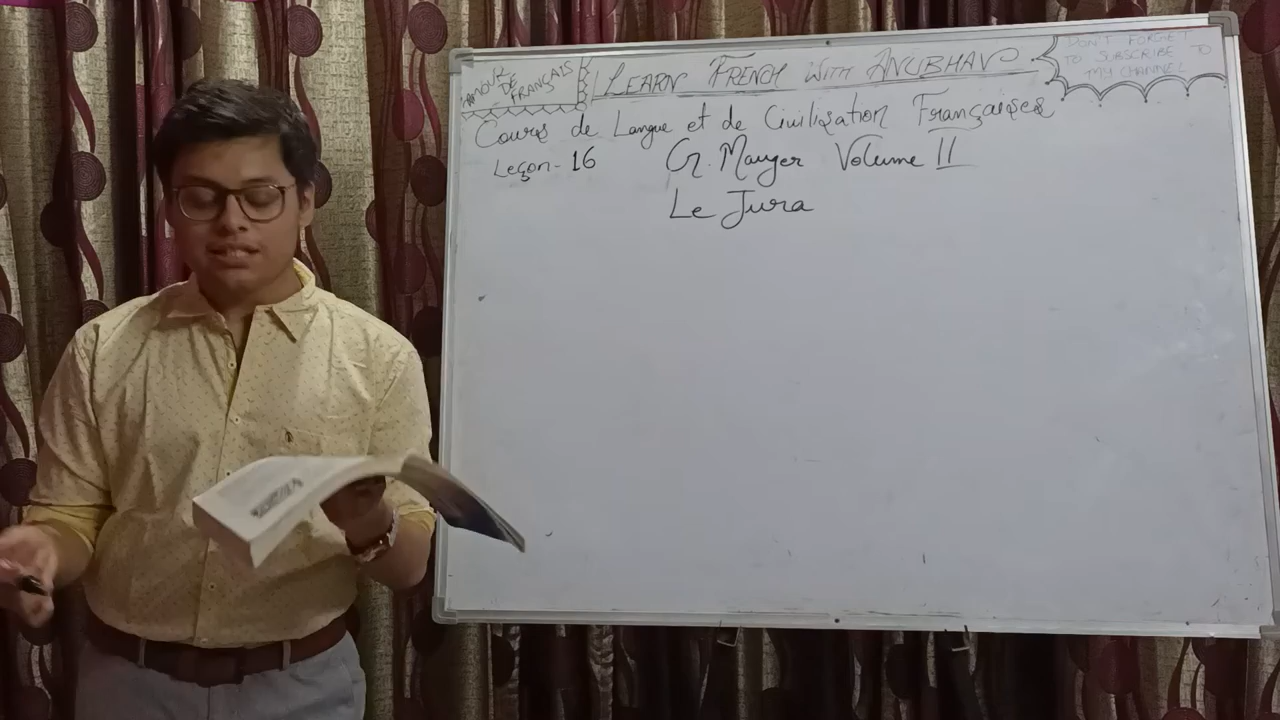 DE
FRANÇAIS
LEARN FRENCH WITH ANUBHAV
DON'T FORGET
TO SUBSCRIBE TO
MY CHANNEL
Cours de Langue et de Civilisation Françaises
Leçon-16
G. Mauger Volume II
Le Jura